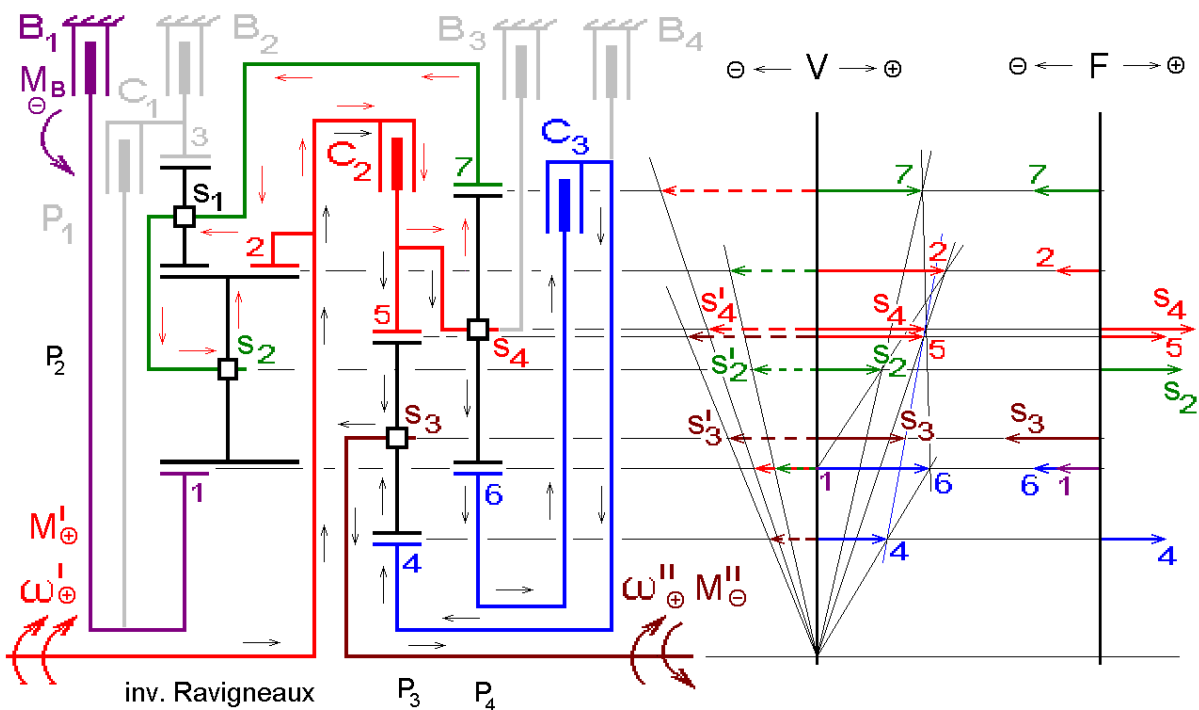 B1
B2
B3
B4
⊖ ← V → ⊕
⊖ ← F → ⊕
MB
⊖
C1
3
C2
C3
7
7
7
S1
P1
2
2
2
S4
S'4
S4
5
5
5
S4
P2
S2
S'2
S2
S2
S3
S'3
S3
S3
1
6
1
6
6
1
4
4
4
M'⊕
ω'⊕
ω''⊕ M''⊖
inv. Ravigneaux
P3
P4